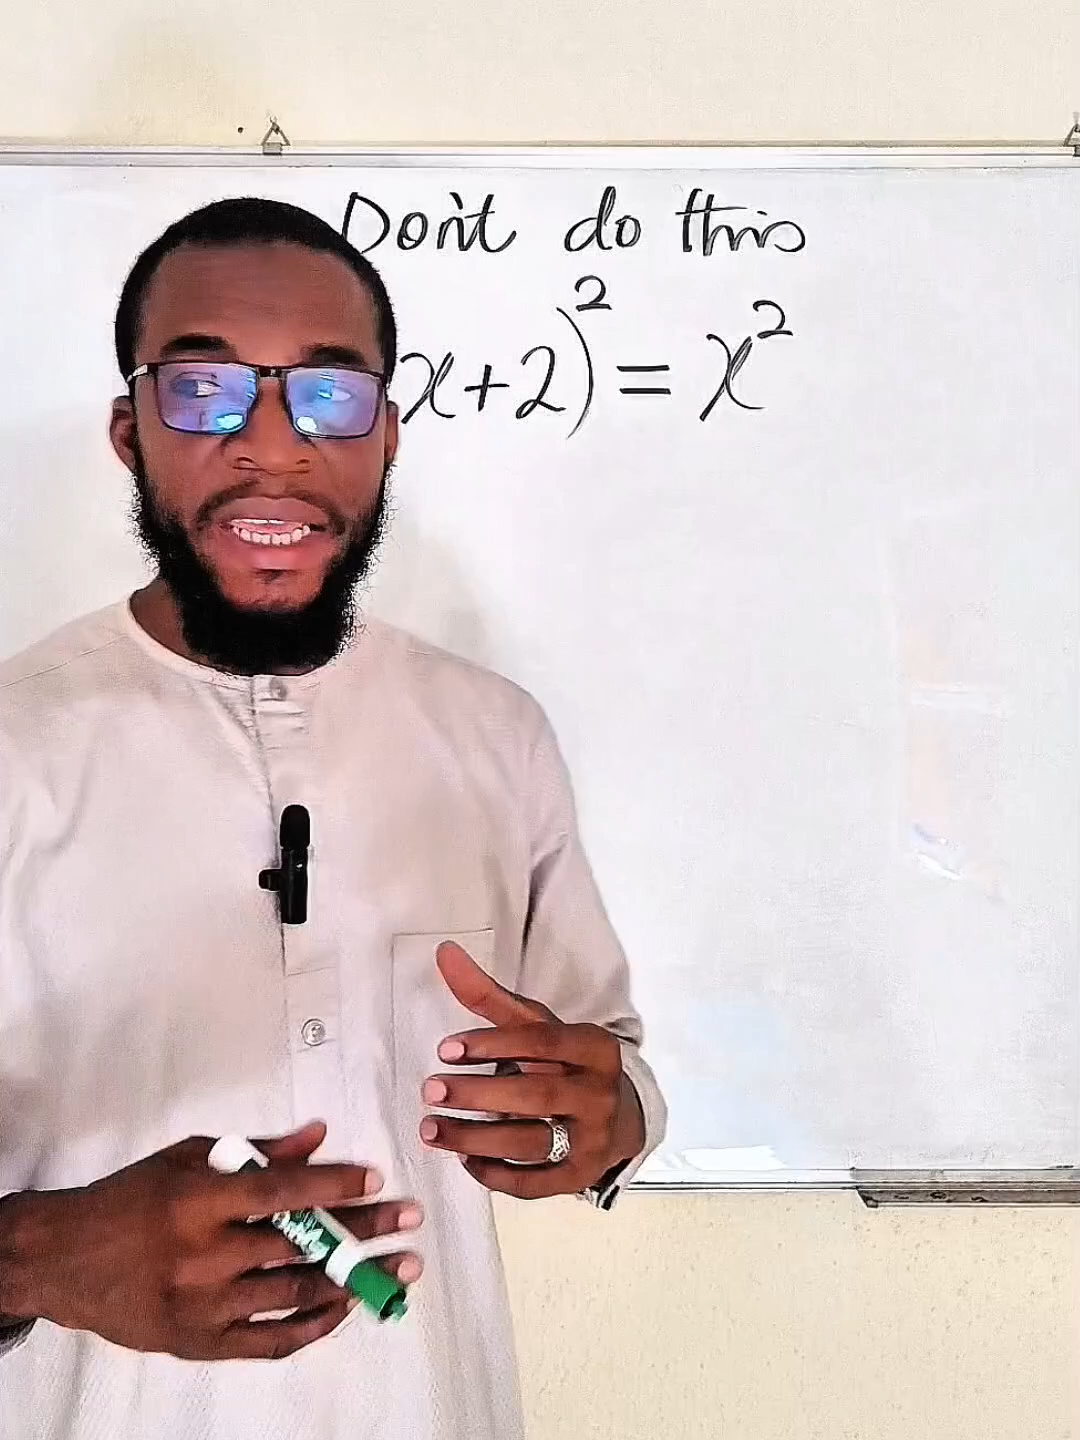 Don't do this
x+2)² = x²